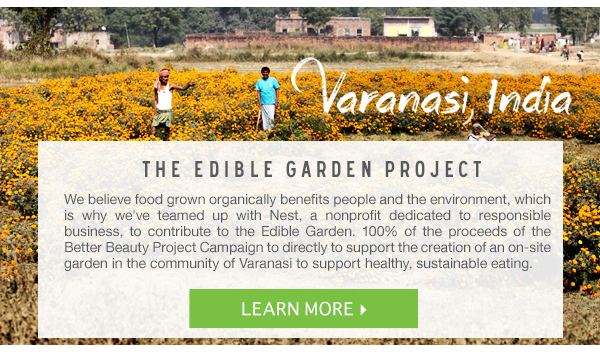 Varanasi, India
THE EDIBLE GARDEN PROJECT
We believe food grown organically benefits people and the environment, which
is why we've teamed up with Nest, a nonprofit dedicated to responsible
business, to contribute to the Edible Garden. 100% of the proceeds of the
Better Beauty Project Campaign to directly to support the creation of an on-site
garden in the community of Varanasi to support healthy, sustainable eating.
LEARN MORE